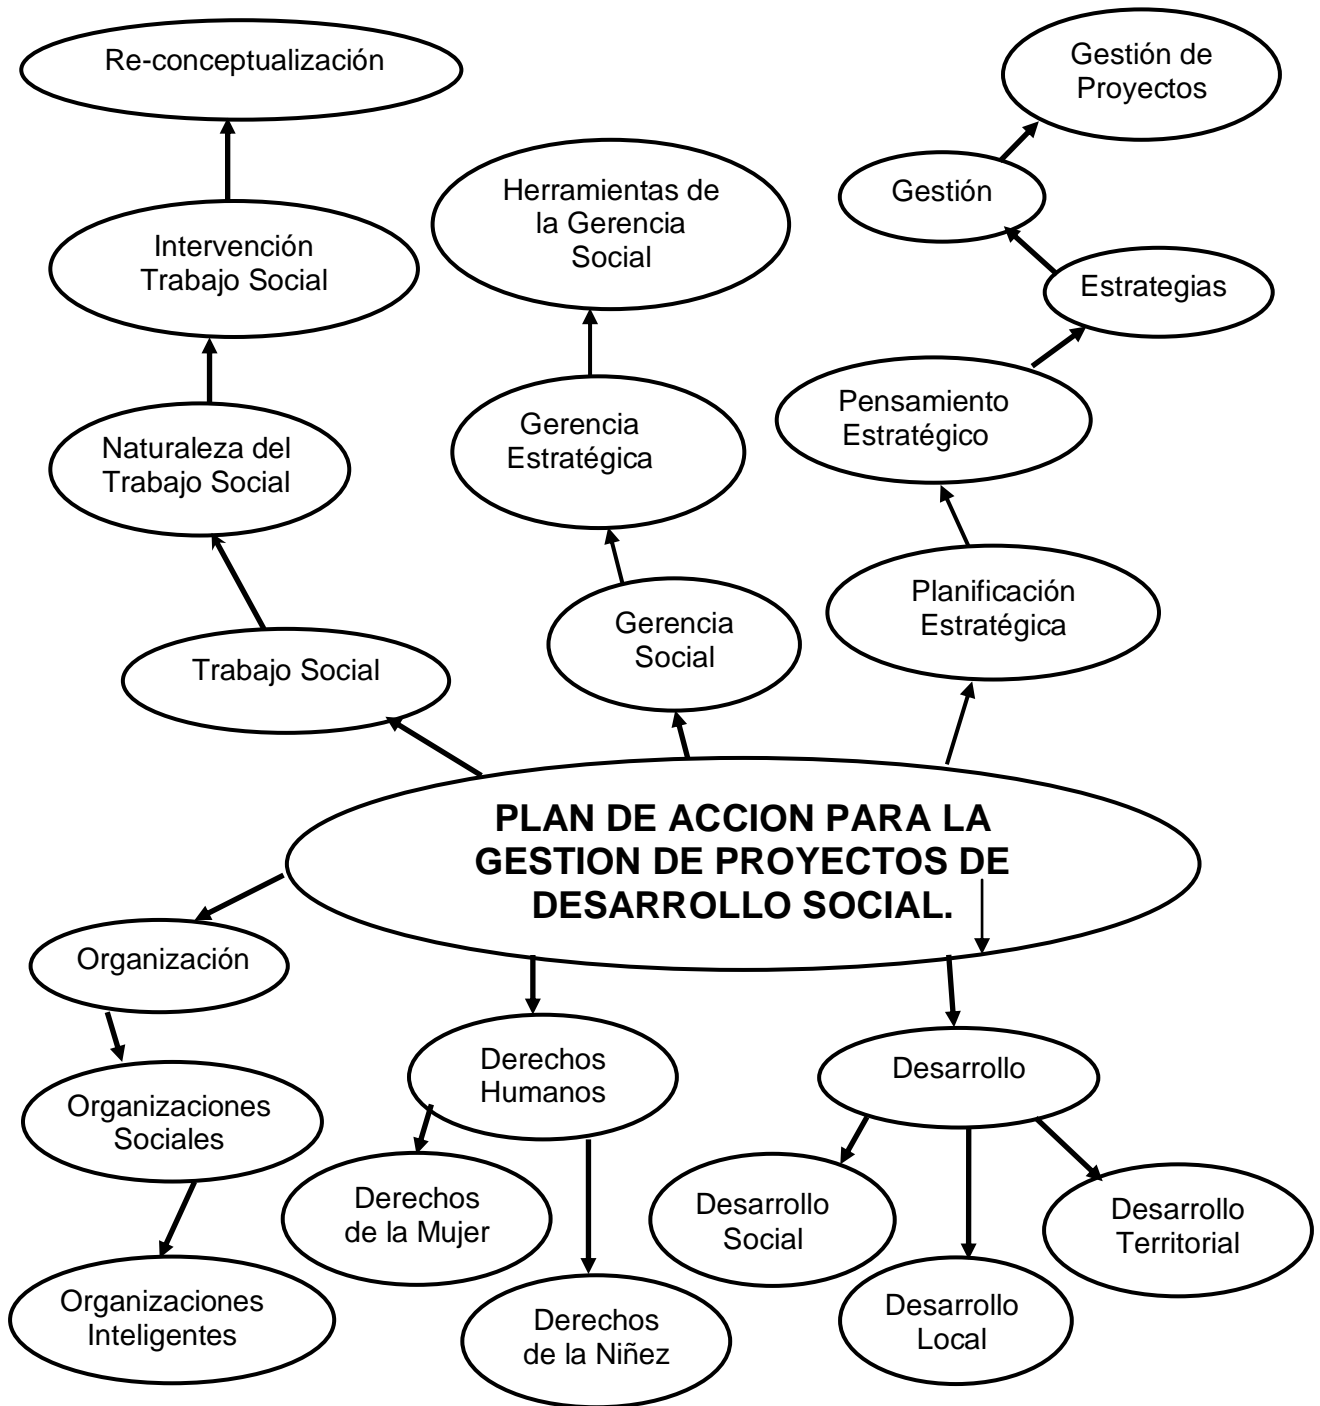 Re-conceptualización
Gestión de
Proyectos
Herramientas de
la Gerencia
Social
Gestión
Intervención
Trabajo Social
Estrategias
Gerencia
Estratégica
Pensamiento
Estratégico
Naturaleza del
Trabajo Social
Planificación
Estratégica
Gerencia
Social
Trabajo Social
PLAN DE ACCION PARA LA
GESTION DE PROYECTOS DE
DESARROLLO SOCIAL.
Organización
Derechos
Humanos
Desarrollo
Organizaciones
Sociales
Derechos
de la Mujer
Desarrollo
Social
Desarrollo
Territorial
Organizaciones
Inteligentes
Derechos
de la Niñez
Desarrollo
Local